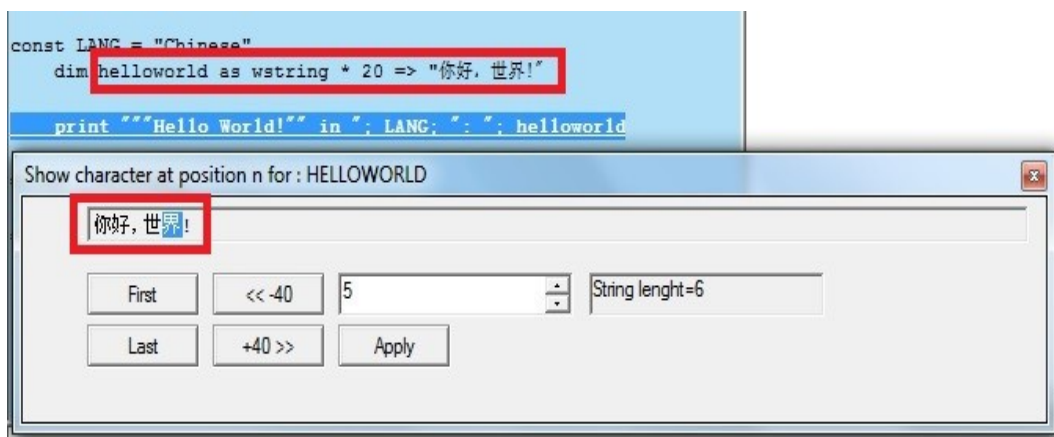 const LANG = "Chinese"
dim helloworld as wstring * 20 => "你好，世界!"
print """Hello World!"" in "; LANG; ": "; helloworld
Show character at position n for : HELLOWORLD
你好，世界!
First
<< -40
5
String lenght=6
Last
+40 >>
Apply